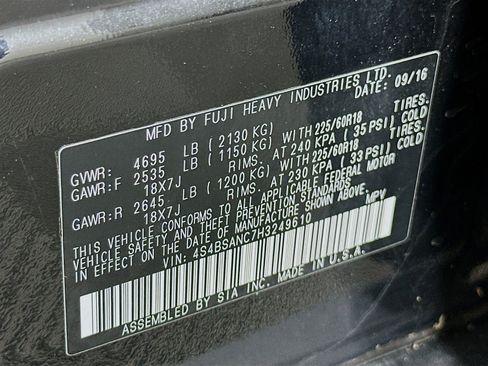 MFD BY FUJI HEAVY INDUSTRIES LTD. DATE: 09/16
GVWR: 4695 LB (2130 KG)
GAWR:F 2535 LB (1150 KG) WITH 225/60R18 TIRES.
18X7J RIMS. AT 240 KPA (35 PSI) COLD
GAWR:R 2645 LB (1200 KG) WITH 225/60R18 TIRES.
18X7J RIMS. AT 230 KPA (33 PSI) COLD
THIS VEHICLE CONFORMS TO ALL APPLICABLE FEDERAL MOTOR
VEHICLE SAFETY AND THEFT PREVENTION STANDARDS
IN EFFECT ON THE DATE OF MANUFACTURE SHOWN ABOVE.
VIN: 4S4BSANC7H3249610 MPV
ASSEMBLED BY SIA INC. MADE IN U.S.A.